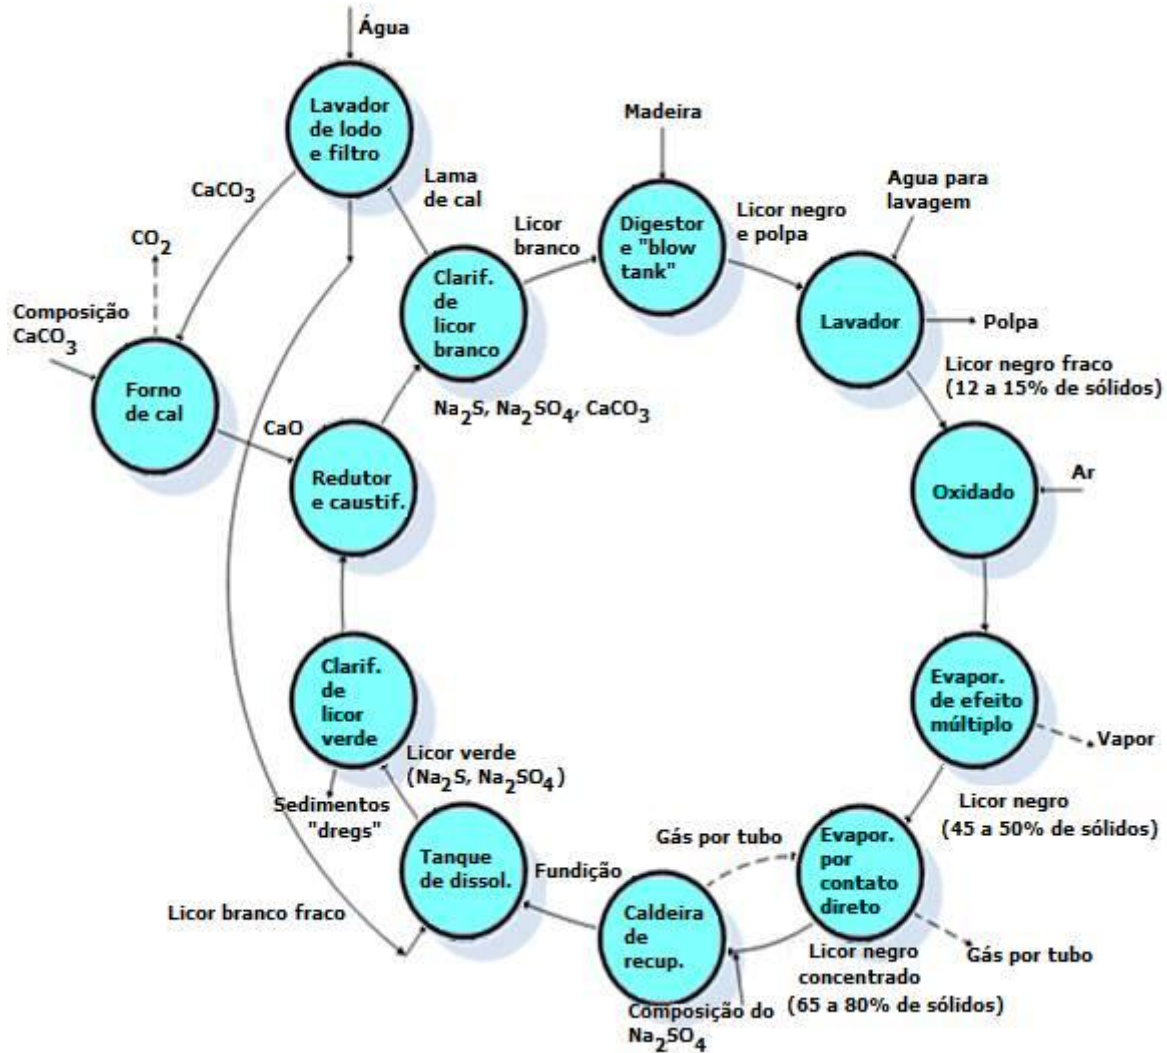 Água
Lavador
de lodo
e filtro
Madeira
CaCO3
Lama
de cal
Agua para
lavagem
CO2
Licor
branco
Digestor
e "blow
tank"
Licor negro
e polpa
Composição
CaCO3
Clarif.
de
licor
branco
Lavador
Polpa
Forno
de cal
Licor negro fraco
(12 a 15% de sólidos)
Na2S, Na2SO4, CaCO3
CaO
Redutor
e caustif.
Oxidado
Ar
Clarif.
de
licor
verde
Evapor.
de efeito
múltiplo
Vapor
Licor verde
(Na2S, Na2SO4)
Sedimentos
"dregs"
Licor negro
(45 a 50% de sólidos)
Gás por tubo
Evapor.
por
contato
direto
Tanque
de dissol.
Fundição
Licor branco fraco
Caldeira
de
recup.
Gás por tubo
Licor negro
concentrado
(65 a 80% de sólidos)
Composição do
Na2SO4